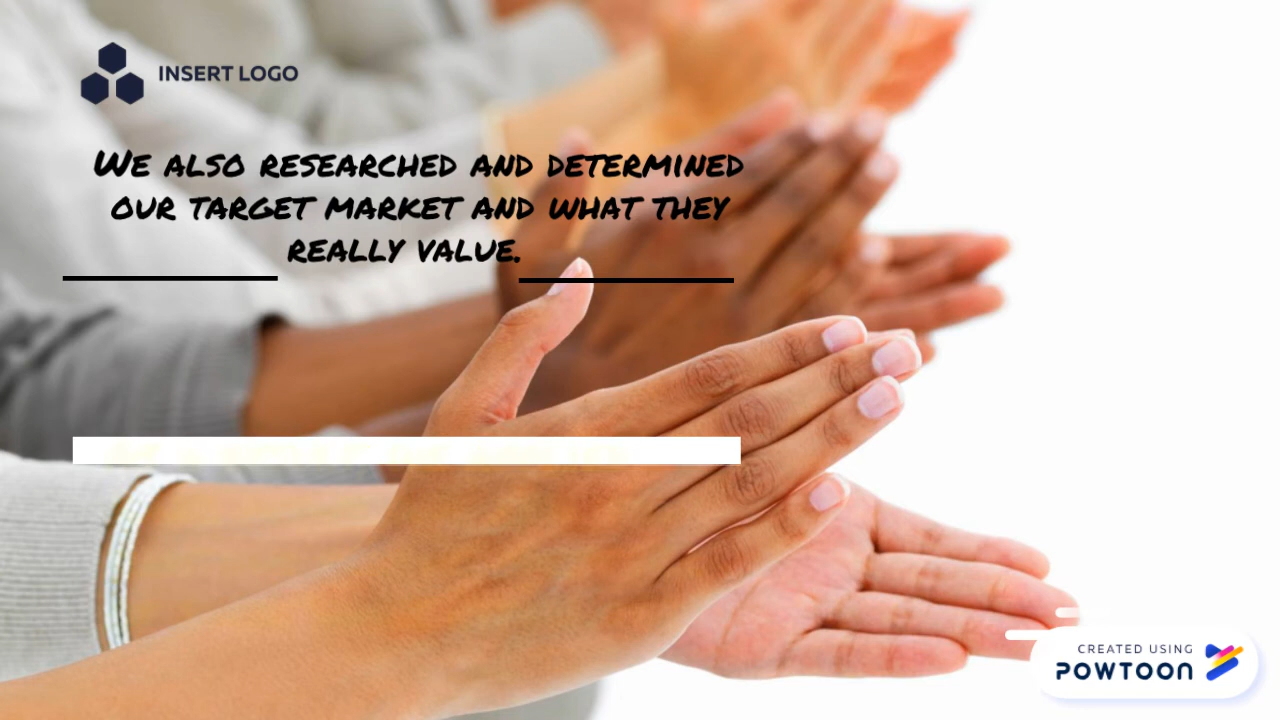 INSERT LOGO
We also researched and determined
our target market and what they
really value.
CREATED USING
POWTOON